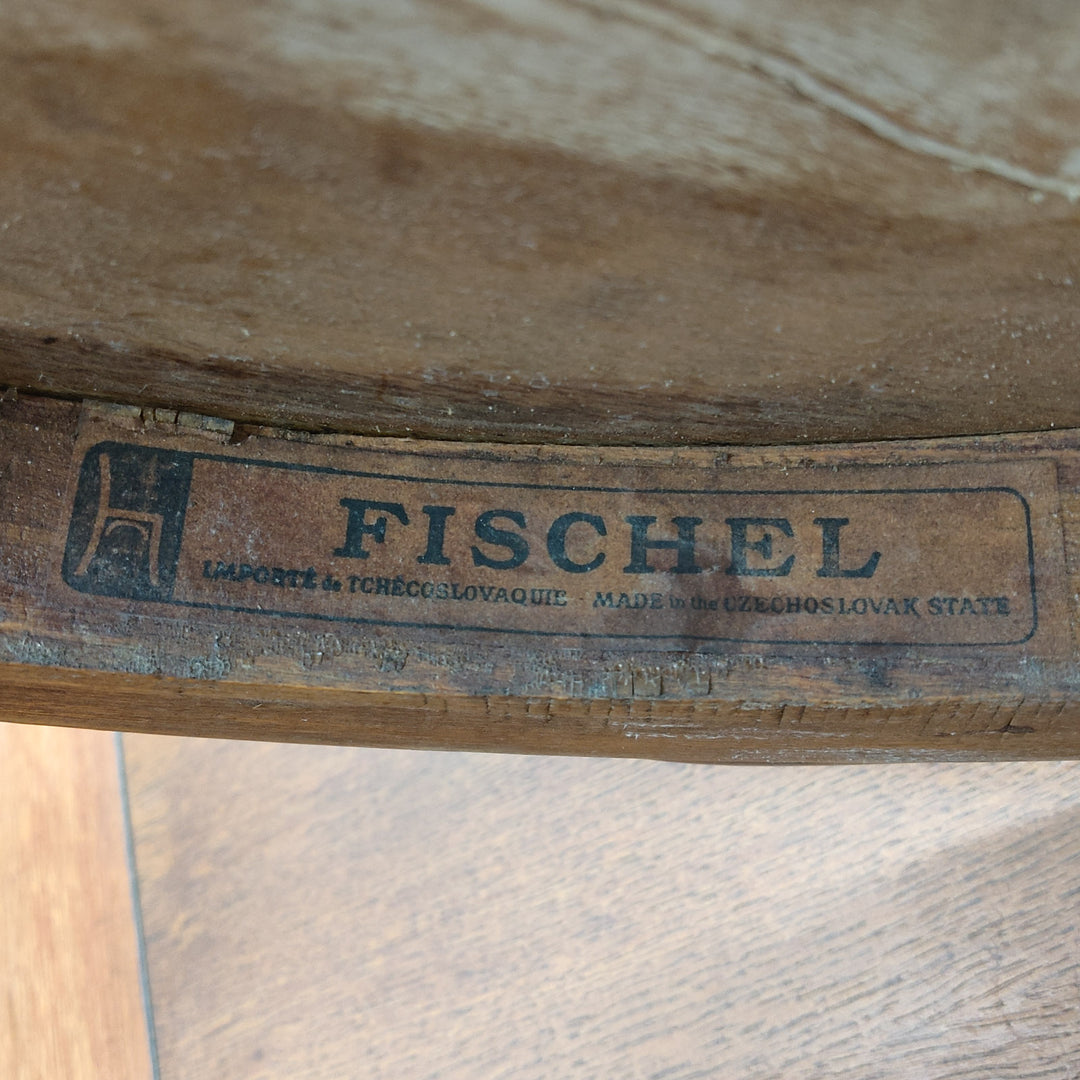 FISCHEL
IMPORTÉ de TCHÉCOSLOVAQUIE - MADE in the CZECHOSLOVAK STATE